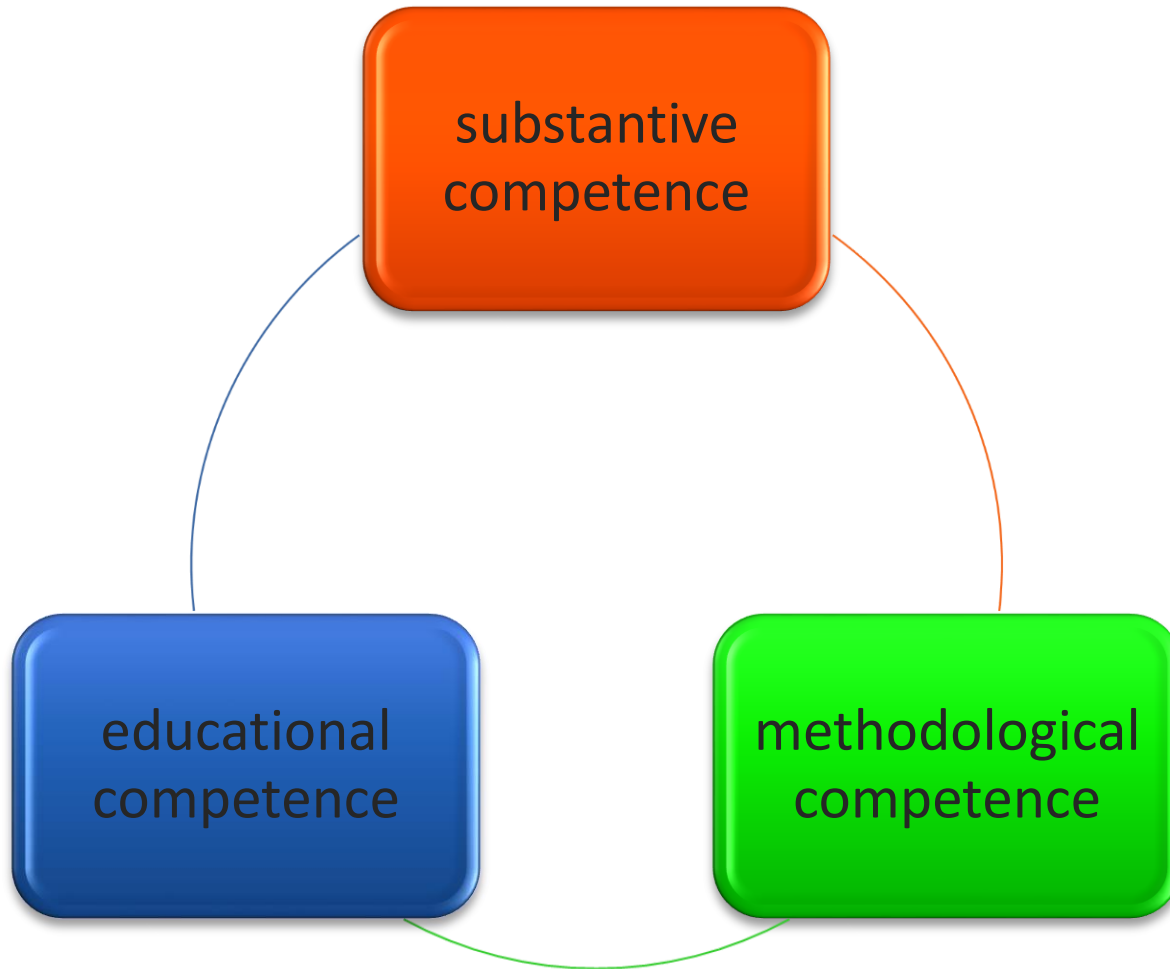 substantive
competence
educational
competence
methodological
competence